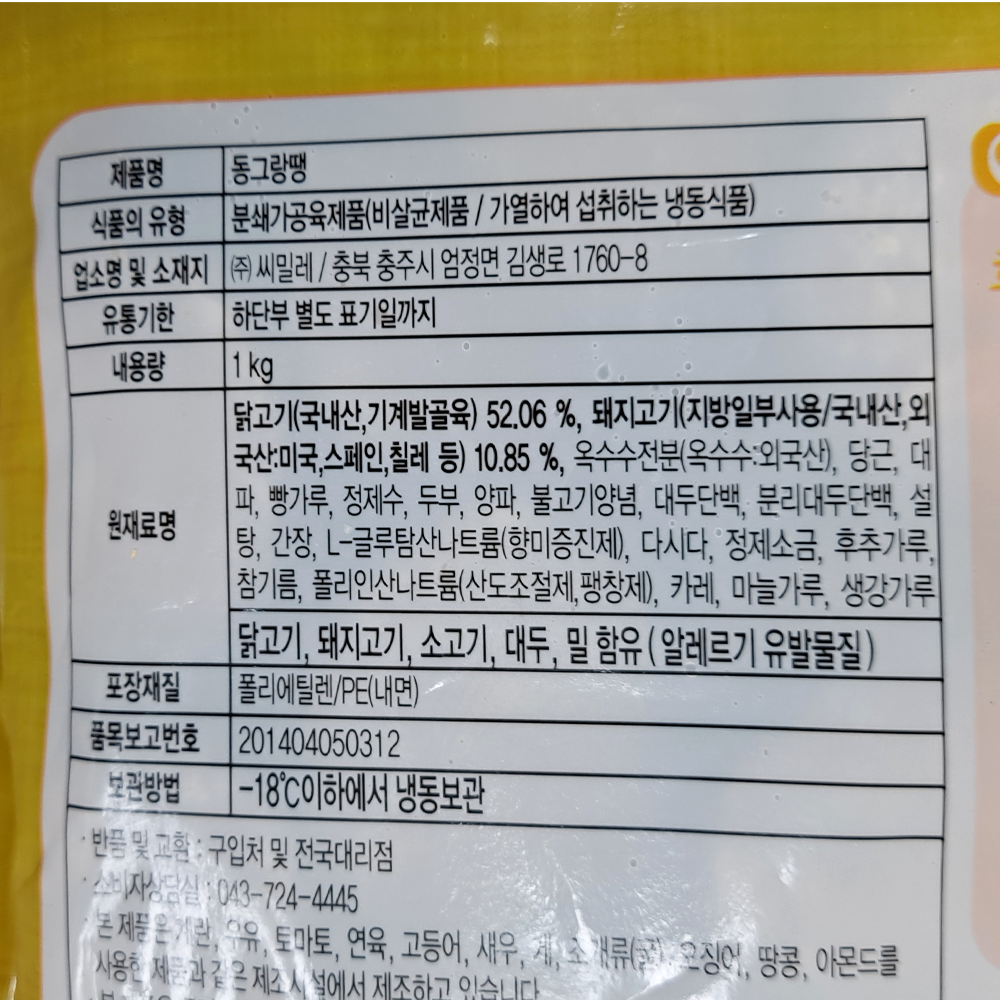 제품명 동그랑땡
식품의 유형 분쇄가공육제품(비살균제품 / 가열하여 섭취하는 냉동식품)
업소명 및 소재지 ㈜ 씨밀레 / 충북 충주시 엄정면 김생로 1760-8
유통기한 하단부 별도 표기일까지
내용량 1 kg
닭고기(국내산,기계발골육) 52.06 %, 돼지고기(지방일부사용/국내산,외
국산:미국,스페인,칠레 등) 10.85 %, 옥수수전분(옥수수:외국산), 당근, 대
파, 빵가루, 정제수, 두부, 양파, 불고기양념, 대두단백, 분리대두단백, 설
원재료명
탕, 간장, L-글루탐산나트륨(향미증진제), 다시다, 정제소금, 후추가루,
참기름, 폴리인산나트륨(산도조절제,팽창제), 카레, 마늘가루, 생강가루
닭고기, 돼지고기, 소고기, 대두, 밀 함유 ( 알레르기 유발물질 )
포장재질 폴리에틸렌/PE(내면)
품목보고번호 201404050312
보관방법 -18℃이하에서 냉동보관
· 반품 및 교환 : 구입처 및 전국대리점
· 소비자상담실 : 043-724-4445
본 제품은 계란, 우유, 토마토, 연육, 고등어, 새우, 게, 조개류(굴), 오징어, 땅콩, 아몬드를
사용한 제품과 같은 제조시설에서 제조하고 있습니다